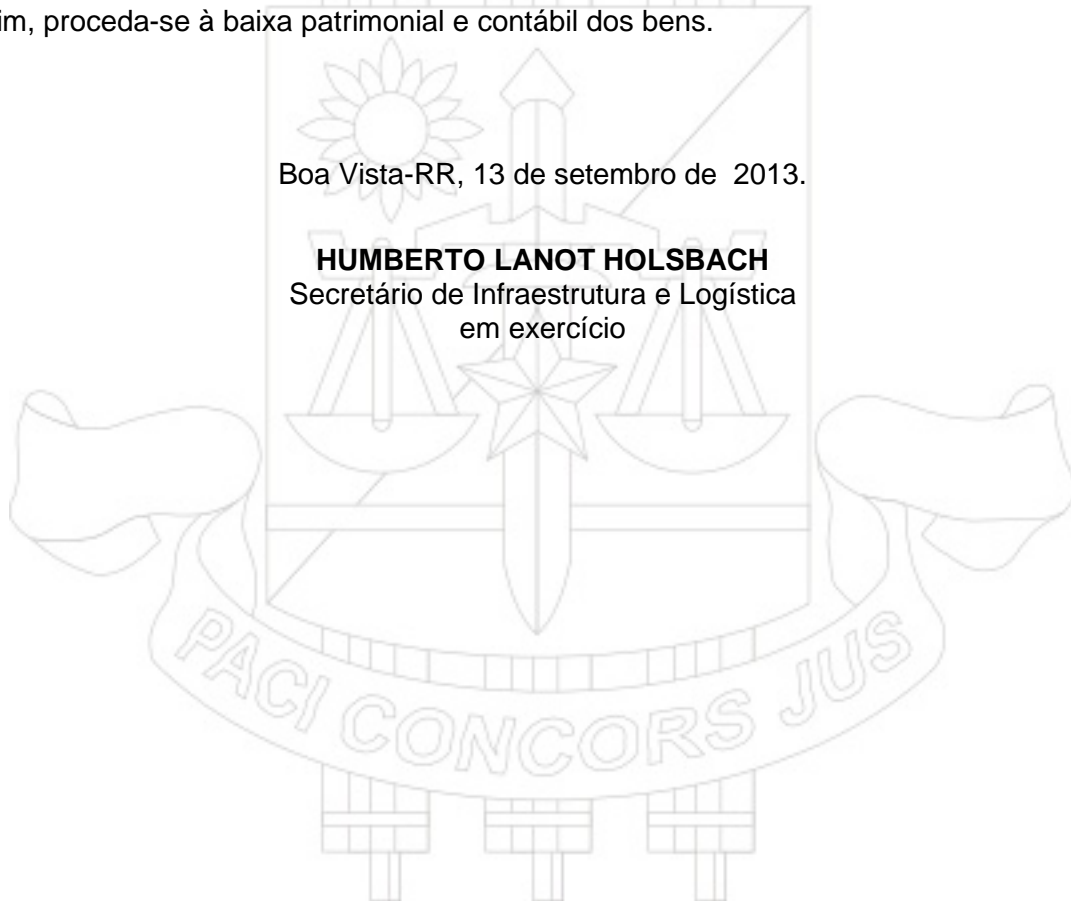 im, proceda-se à baixa patrimonial e contábil dos bens.
Boa Vista-RR, 13 de setembro de 2013.
HUMBERTO LANOT HOLSBACH
Secretário de Infraestrutura e Logística
em exercício
PACI CONCORS JUS